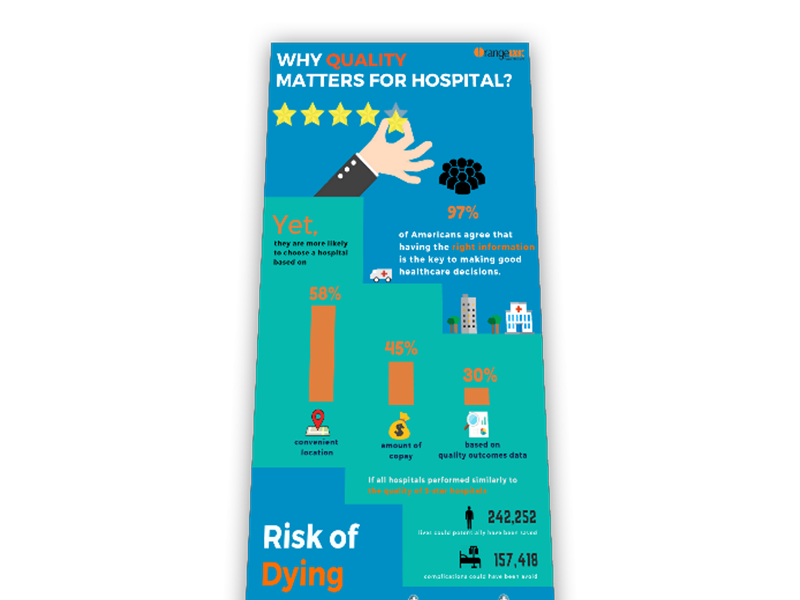 WHY QUALITY
MATTERS FOR HOSPITAL?
97%
of Americans agree that
having the right information
is the key to making good
healthcare decisions.
Yet,
they are more likely
to choose a hospital
based on
58%
45%
30%
convenient
location
amount of
copay
based on
quality outcomes data
If all hospitals performed similarly to
242,252
lives could potentially have been saved
157,418
complications could have been avoid
Risk of
Dying